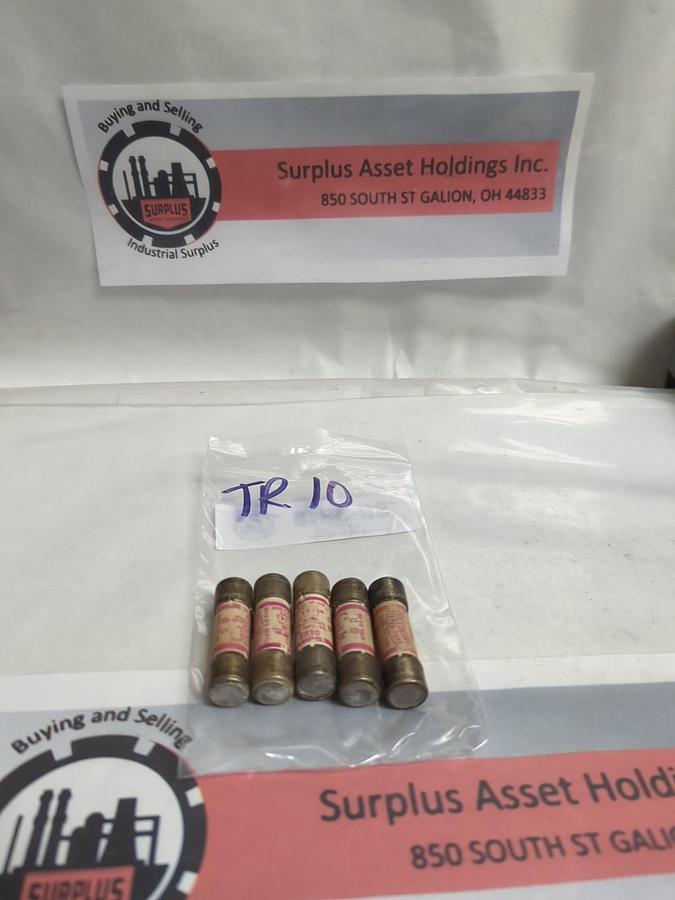 Buying and Selling
SURPLUS
Industrial Surplus
Surplus Asset Holdings Inc.
850 SOUTH ST GALION, OH 44833
TR 10
TR10
Buying and Selling
SURPLUS
Surplus Asset Holdi
850 SOUTH ST GALI